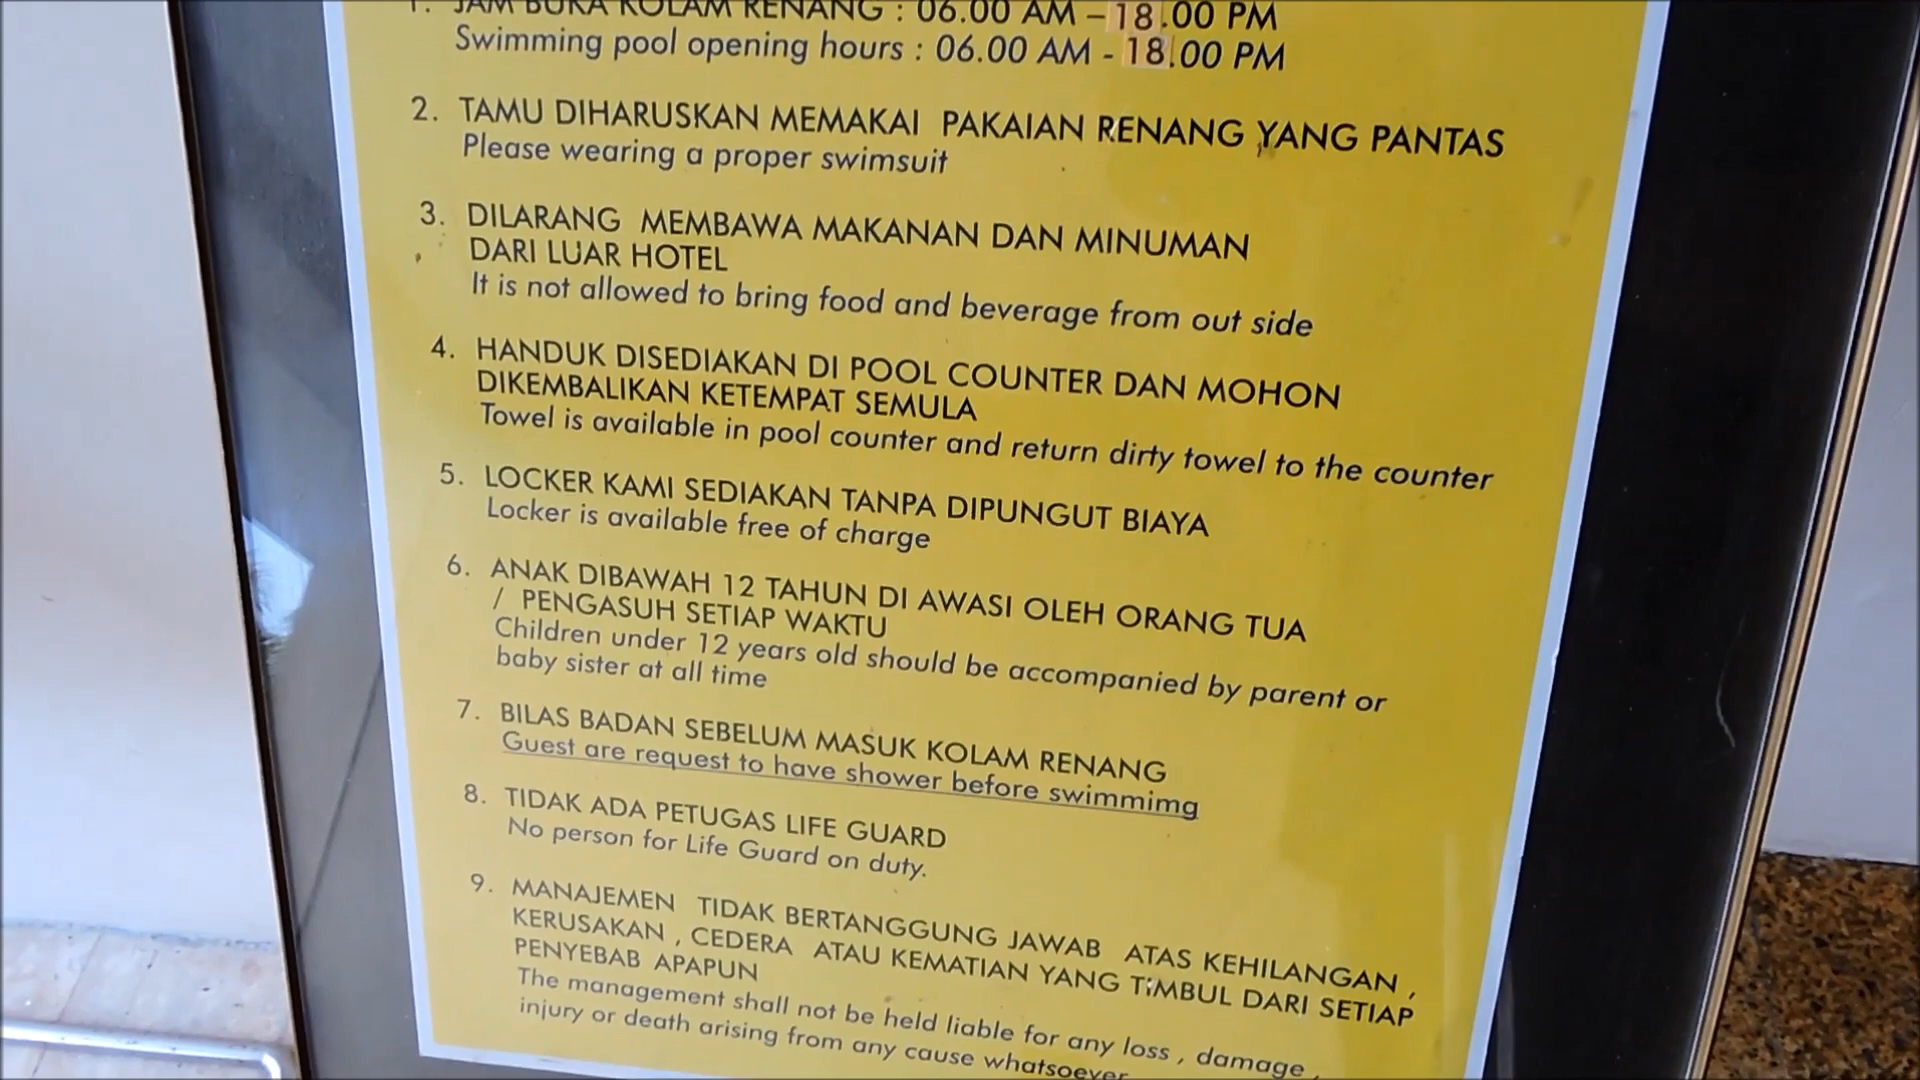 1. JAM BUKA KOLAM RENANG : 06.00 AM – 18.00 PM
Swimming pool opening hours : 06.00 AM - 18.00 PM
2. TAMU DIHARUSKAN MEMAKAI PAKAIAN RENANG YANG PANTAS
Please wearing a proper swimsuit
3. DILARANG MEMBAWA MAKANAN DAN MINUMAN
DARI LUAR HOTEL
It is not allowed to bring food and beverage from out side
4. HANDUK DISEDIAKAN DI POOL COUNTER DAN MOHON
DIKEMBALIKAN KETEMPAT SEMULA
Towel is available in pool counter and return dirty towel to the counter
5. LOCKER KAMI SEDIAKAN TANPA DIPUNGUT BIAYA
Locker is available free of charge
6. ANAK DIBAWAH 12 TAHUN DI AWASI OLEH ORANG TUA
/ PENGASUH SETIAP WAKTU
Children under 12 years old should be accompanied by parent or
baby sister at all time
7. BILAS BADAN SEBELUM MASUK KOLAM RENANG
Guest are request to have shower before swimmimg
8. TIDAK ADA PETUGAS LIFE GUARD
No person for Life Guard on duty.
9. MANAJEMEN TIDAK BERTANGGUNG JAWAB ATAS KEHILANGAN ,
KERUSAKAN , CEDERA ATAU KEMATIAN YANG TIMBUL DARI SETIAP
PENYEBAB APAPUN
The management shall not be held liable for any loss , damage ,
injury or death arising from any cause whatsoever